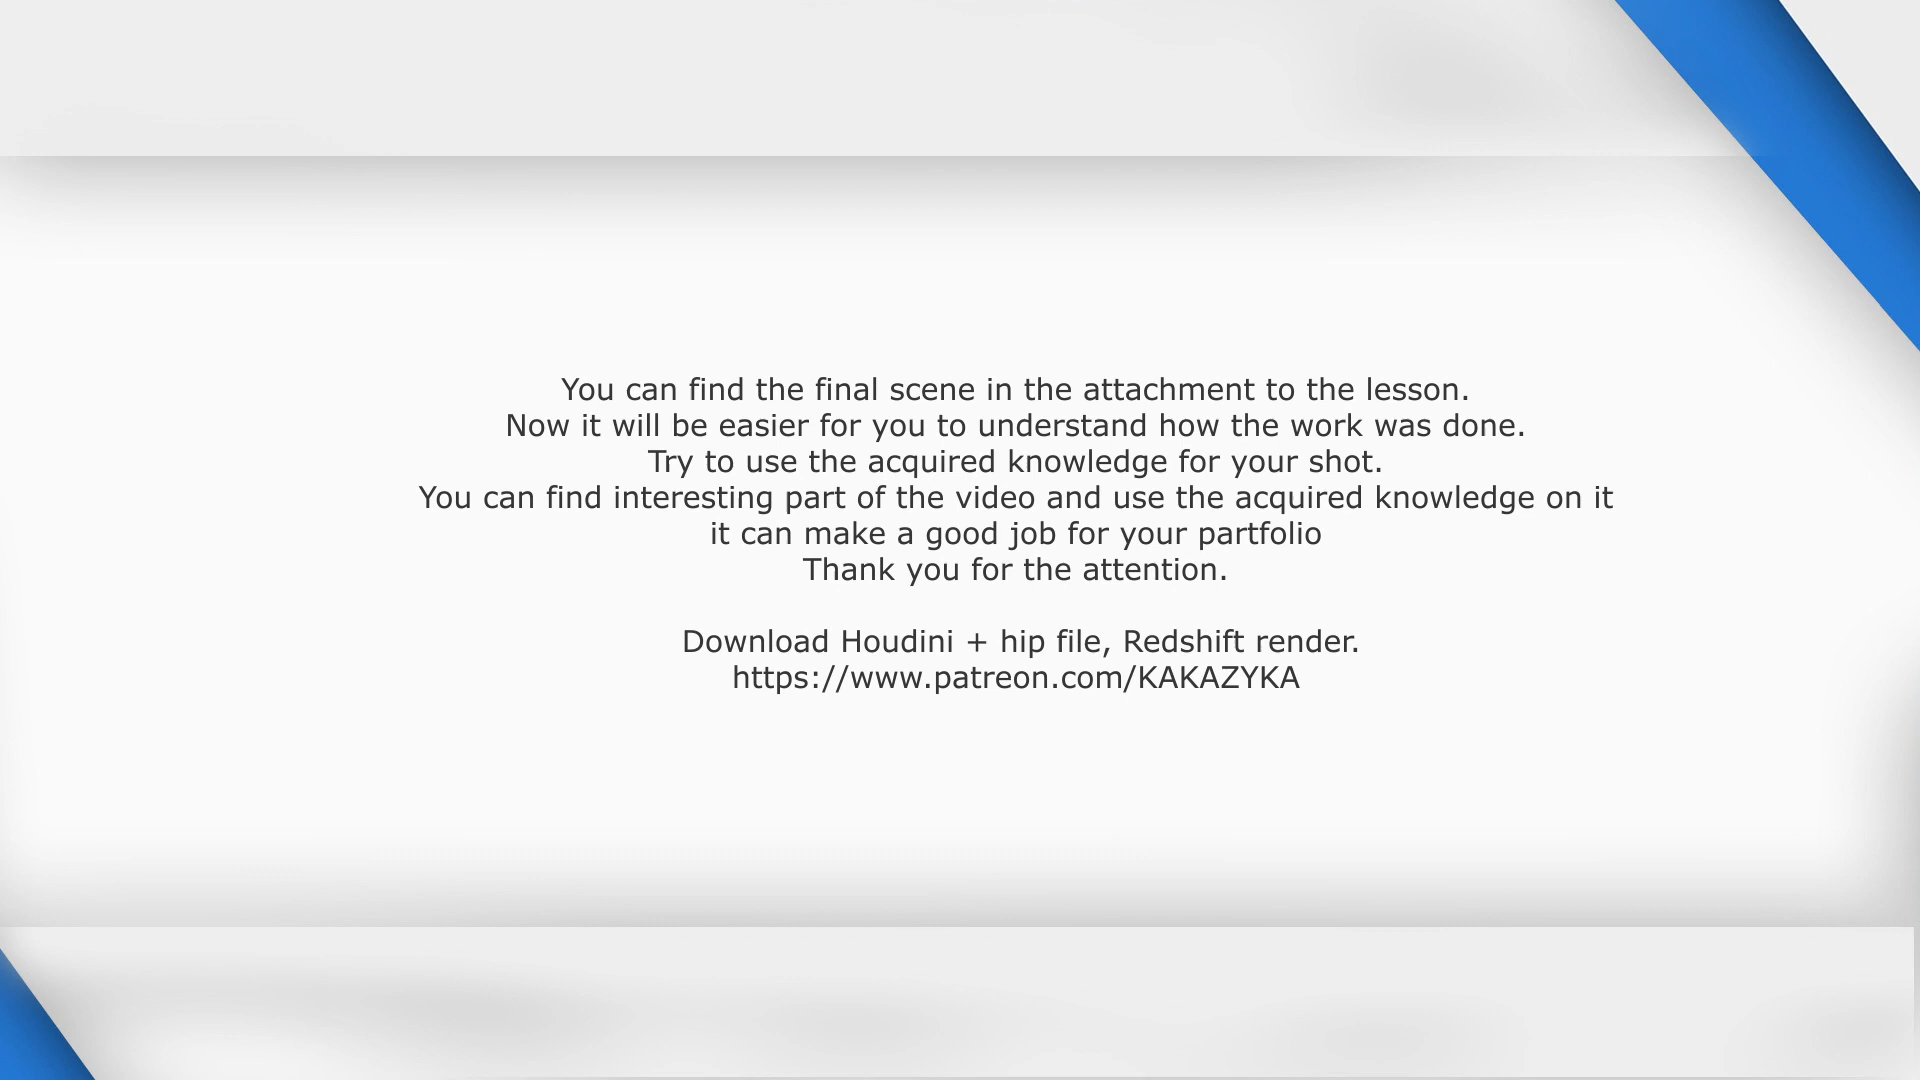 You can find the final scene in the attachment to the lesson.
Now it will be easier for you to understand how the work was done.
Try to use the acquired knowledge for your shot.
You can find interesting part of the video and use the acquired knowledge on it
it can make a good job for your partfolio
Thank you for the attention.
Download Houdini + hip file, Redshift render.
https://www.patreon.com/KAKAZYKA